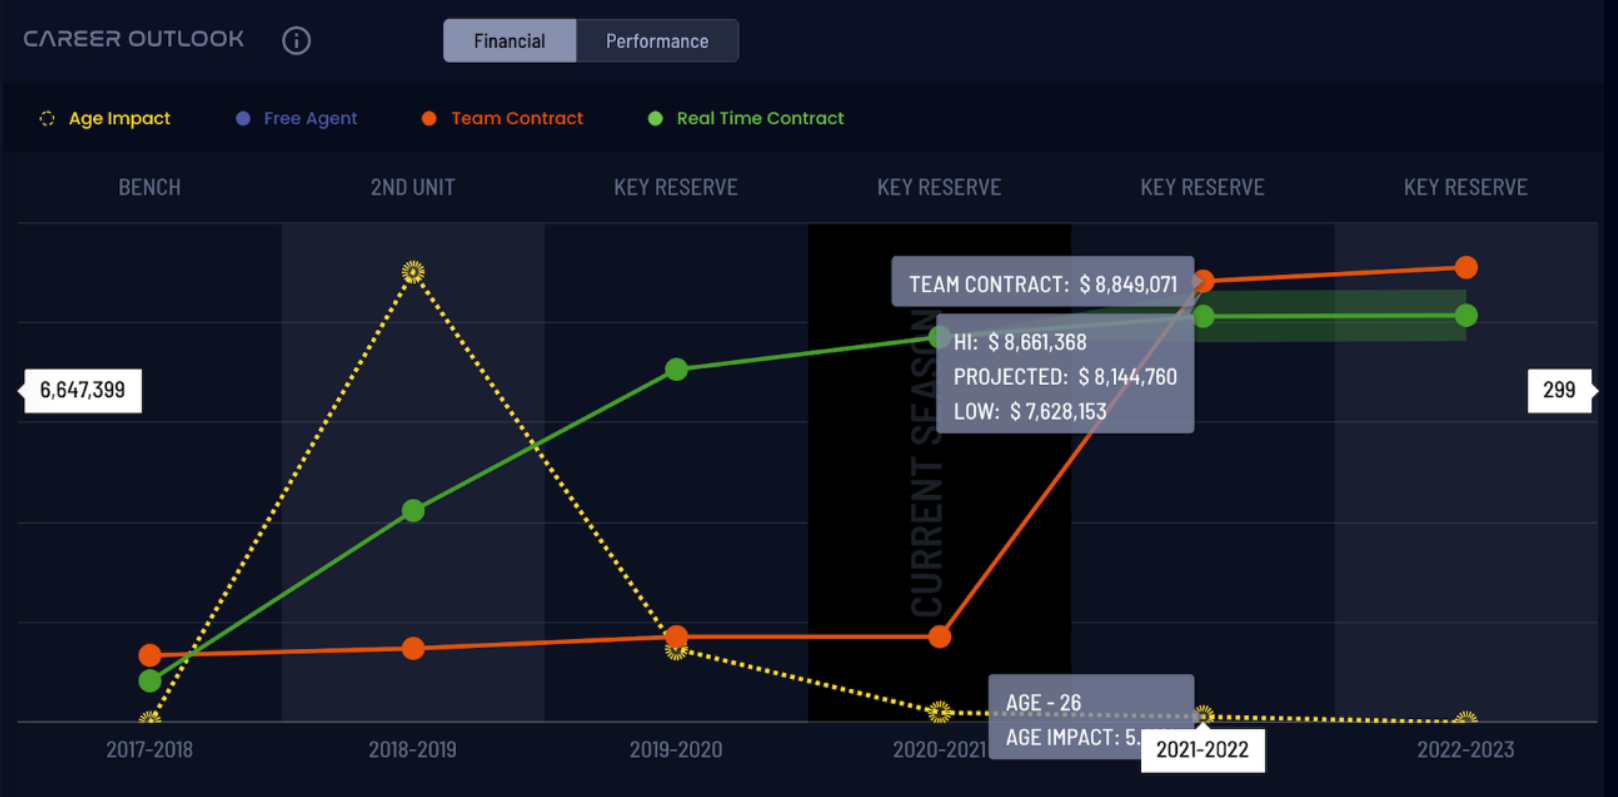 CAREER OUTLOOK
Financial Performance
Age Impact Free Agent Team Contract Real Time Contract
BENCH 2ND UNIT KEY RESERVE KEY RESERVE KEY RESERVE KEY RESERVE
TEAM CONTRACT: $ 8,849,071
HI: $ 8,661,368
PROJECTED: $ 8,144,760
LOW: $ 7,628,153
6,647,399
299
CURRENT SEASON
AGE - 26
AGE IMPACT: 5.
2017-2018 2018-2019 2019-2020 2020-2021 2021-2022 2022-2023